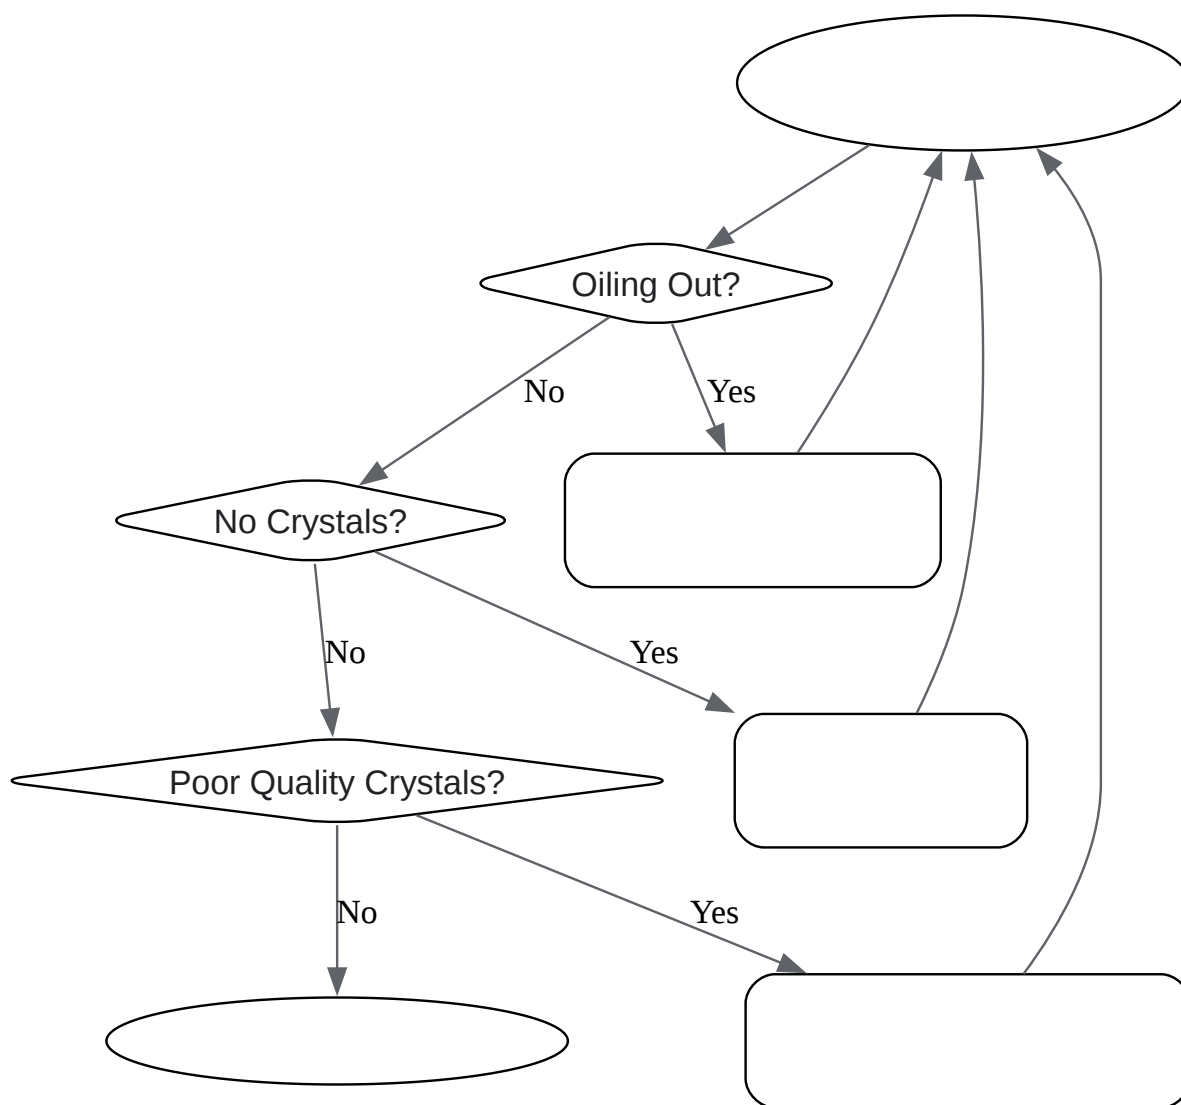 Oiling Out?
No
Yes
No Crystals?
No
Yes
Poor Quality Crystals?
No
Yes